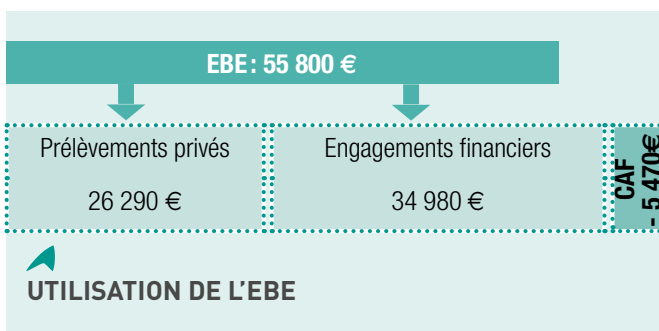 EBE: 55 800 €
Prélèvements privés
26 290 €
Engagements financiers
34 980 €
CAF
- 5 470€
UTILISATION DE L'EBE